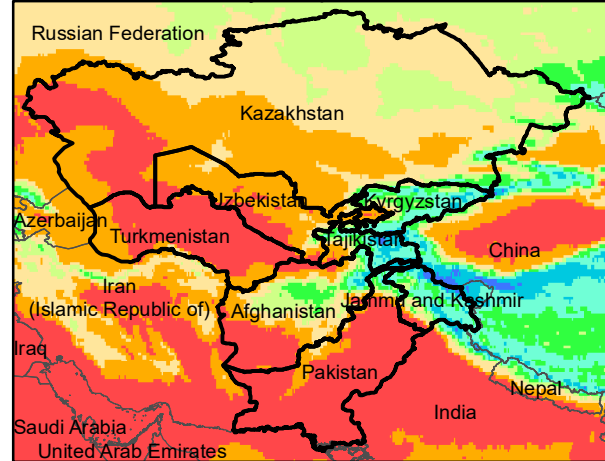 Russian Federation
Kazakhstan
Izbekistan
Kyrgyzstan
Azerbaijan
Turkmenistan
Tajikistan
China
Iran
(Islamic Republic of)
Afghanistan
Jammu and Kashmir
Iraq
Pakistan
Nepal
Saudi Arabia
India
United Arab Emirates